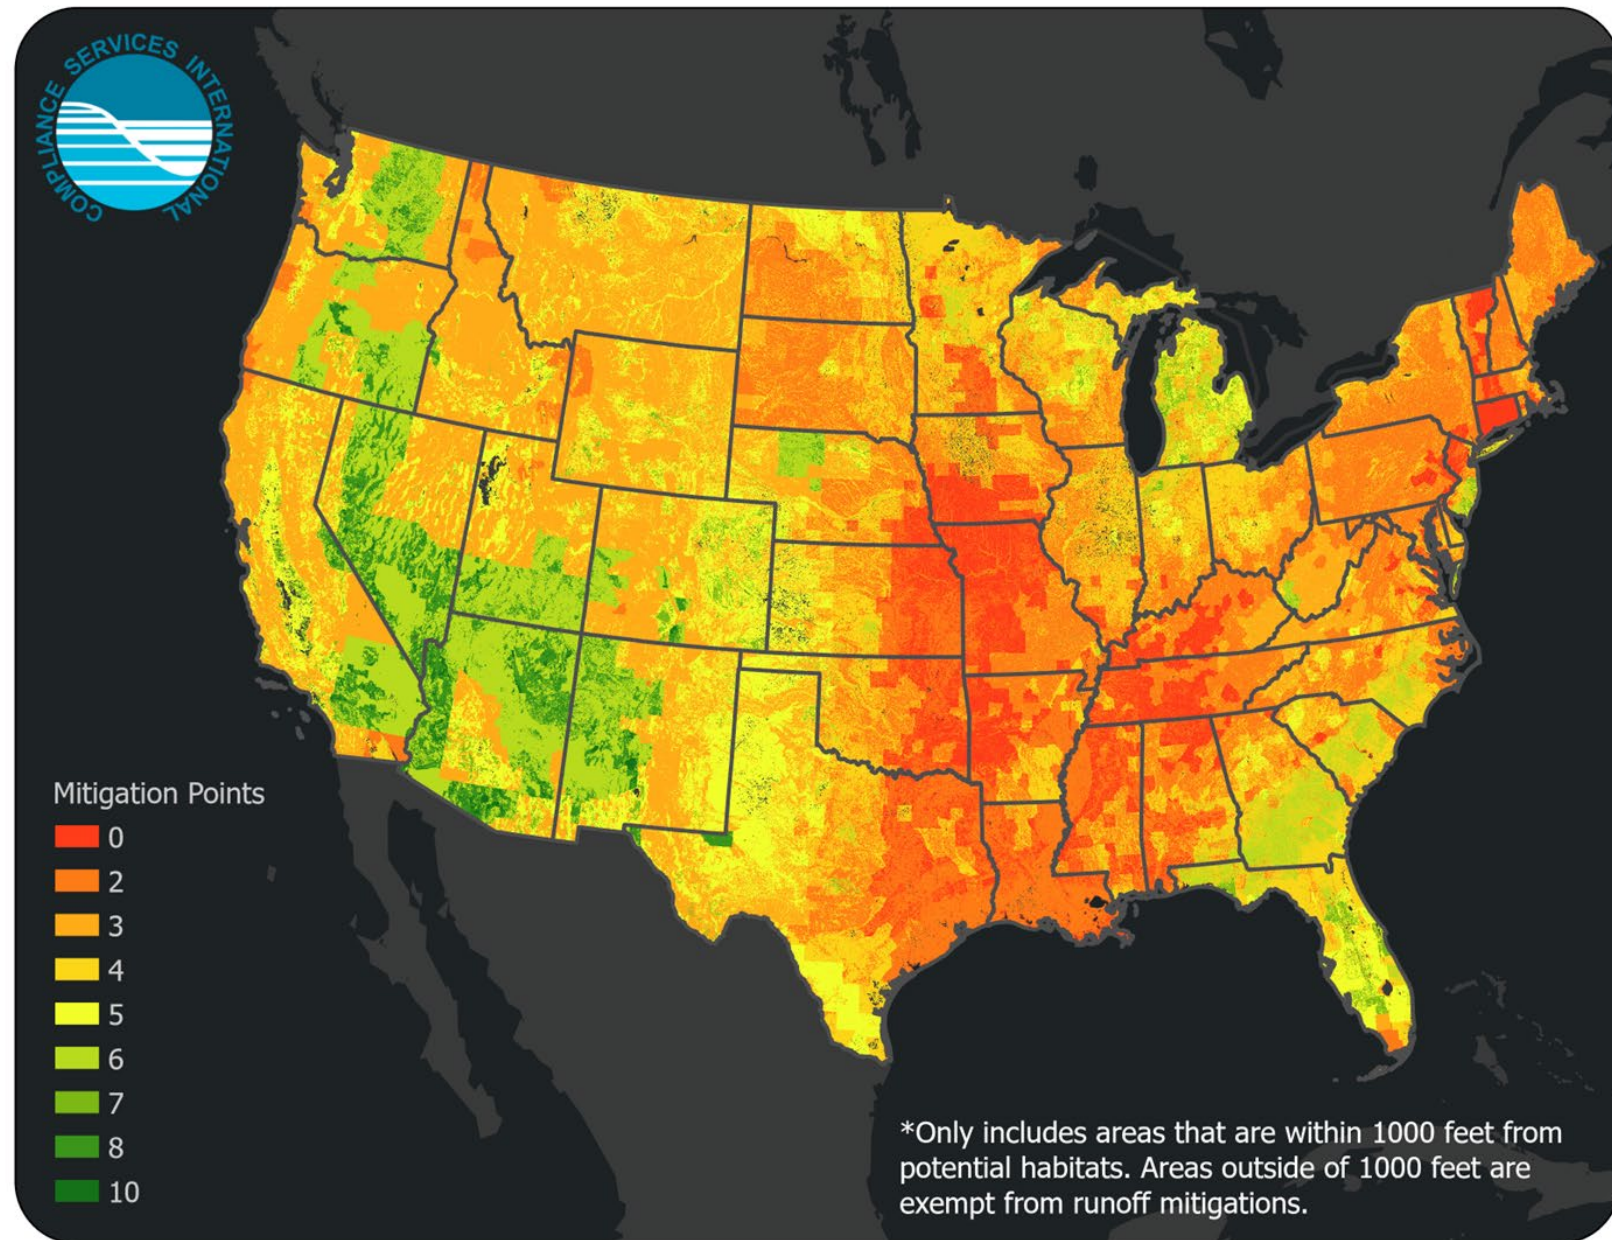 COMPLIANCE SERVICES INTERNATIONAL
Mitigation Points
0
2
3
4
5
6
7
8
10
*Only includes areas that are within 1000 feet from
potential habitats. Areas outside of 1000 feet are
exempt from runoff mitigations.